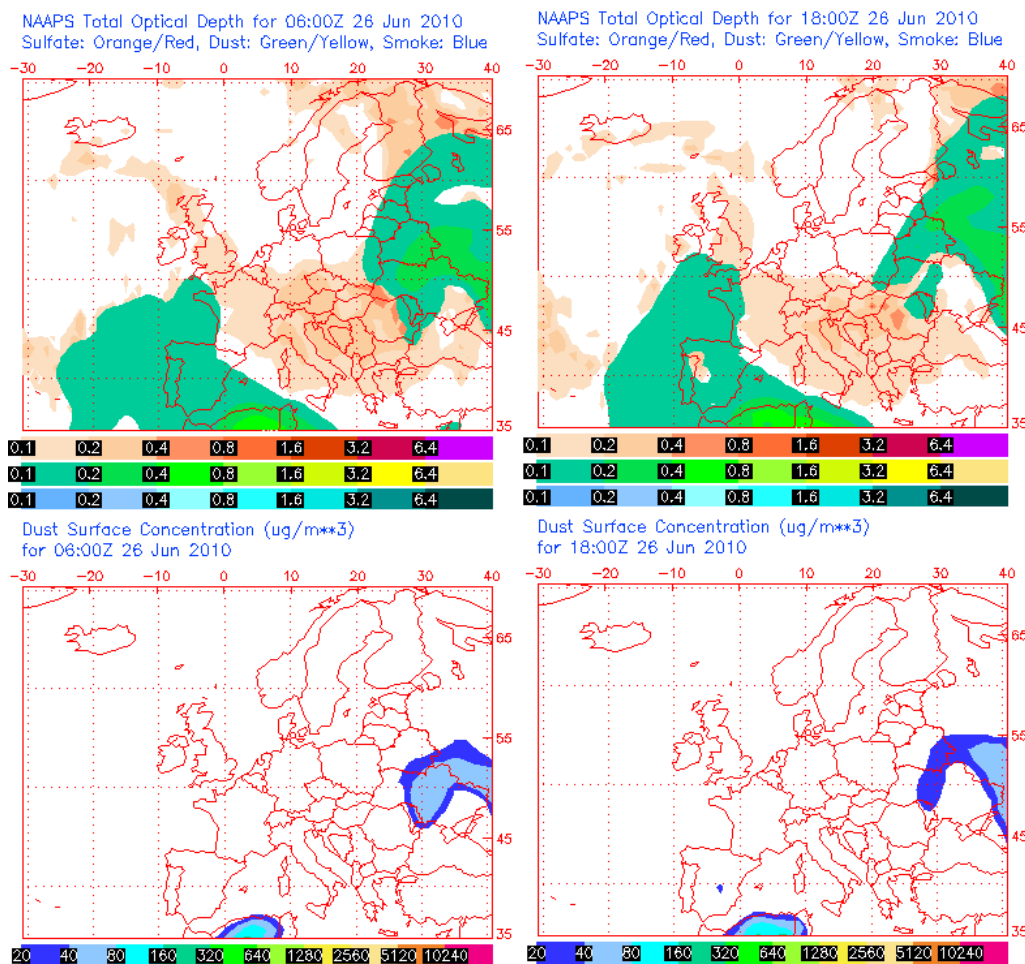 NAAPS Total Optical Depth for 06:00Z 26 Jun 2010
Sulfate: Orange/Red, Dust: Green/Yellow, Smoke: Blue
-30 -10 0 10 20 30 40
65
55
45
35
0.1 0.2 0.4 0.8 1.6 3.2 6.4
0.1 0.2 0.4 0.8 1.6 3.2 6.4
0.1 0.2 0.4 0.8 1.6 3.2 6.4
NAAPS Total Optical Depth for 18:00Z 26 Jun 2010
Sulfate: Orange/Red, Dust: Green/Yellow, Smoke: Blue
-30 -10 0 10 20 30 40
65
55
45
35
0.1 0.2 0.4 0.8 1.6 3.2 6.4
0.1 0.2 0.4 0.8 1.6 3.2 6.4
0.1 0.2 0.4 0.8 1.6 3.2 6.4
Dust Surface Concentration (ug/m**3)
for 06:00Z 26 Jun 2010
-30 -10 0 10 20 30 40
65
55
45
35
20 40 80 160 320 640 1280 2560 5120 10240
Dust Surface Concentration (ug/m**3)
for 18:00Z 26 Jun 2010
-30 -10 0 10 20 30 40
65
55
45
35
20 40 80 160 320 640 1280 2560 5120 10240